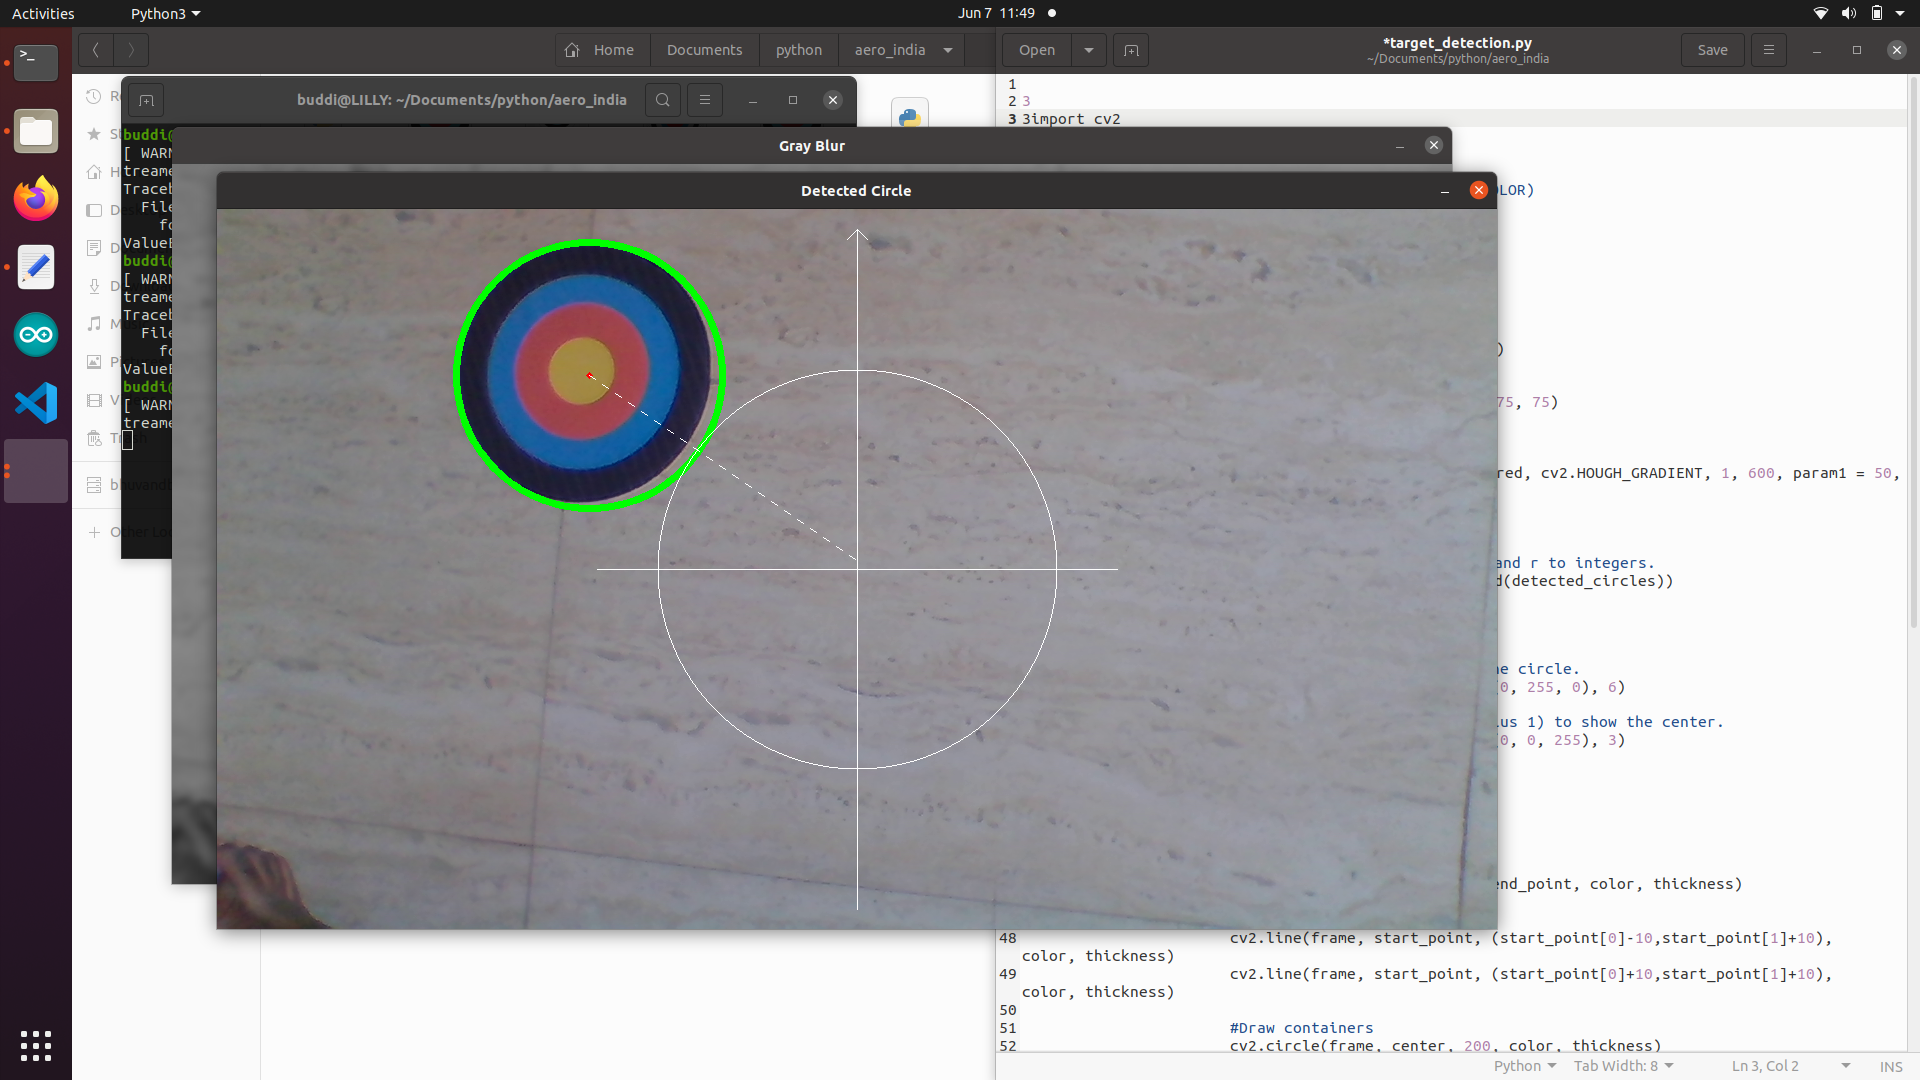 Activities
Python3
Jun 7 11:49
Home
Documents
python
aero_india
Open
*target_detection.py
~/Documents/python/aero_india
Save
buddi@LILLY: ~/Documents/python/aero_india
1
2 3
3 3import cv2
buddi@
[ WARN
treame
Traceb
File
fo
ValueE
buddi@
[ WARN
treame
Traceb
File
fo
ValueE
buddi@
[ WARN
treame
Gray Blur
Detected Circle
LOR)
)
75, 75)
red, cv2.HOUGH_GRADIENT, 1, 600, param1 = 50,
and r to integers.
d(detected_circles))
e circle.
0, 255, 0), 6)
us 1) to show the center.
0, 0, 255), 3)
nd_point, color, thickness)
48 cv2.line(frame, start_point, (start_point[0]-10,start_point[1]+10),
color, thickness)
49 cv2.line(frame, start_point, (start_point[0]+10,start_point[1]+10),
color, thickness)
50
51 #Draw containers
52 cv2.circle(frame, center, 200, color, thickness)
Python
Tab Width: 8
Ln 3, Col 2
INS